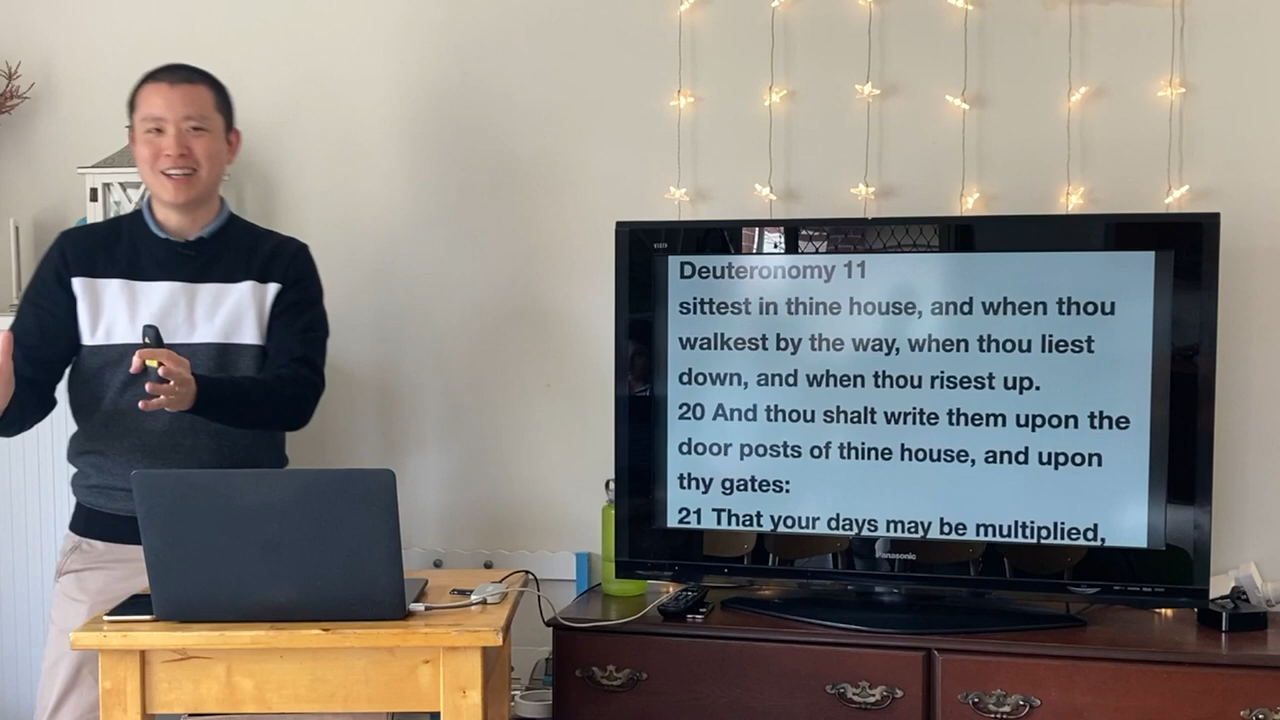 Deuteronomy 11
sittest in thine house, and when thou
walkest by the way, when thou liest
down, and when thou risest up.
20 And thou shalt write them upon the
door posts of thine house, and upon
thy gates:
21 That your days may be multiplied,
Panasonic